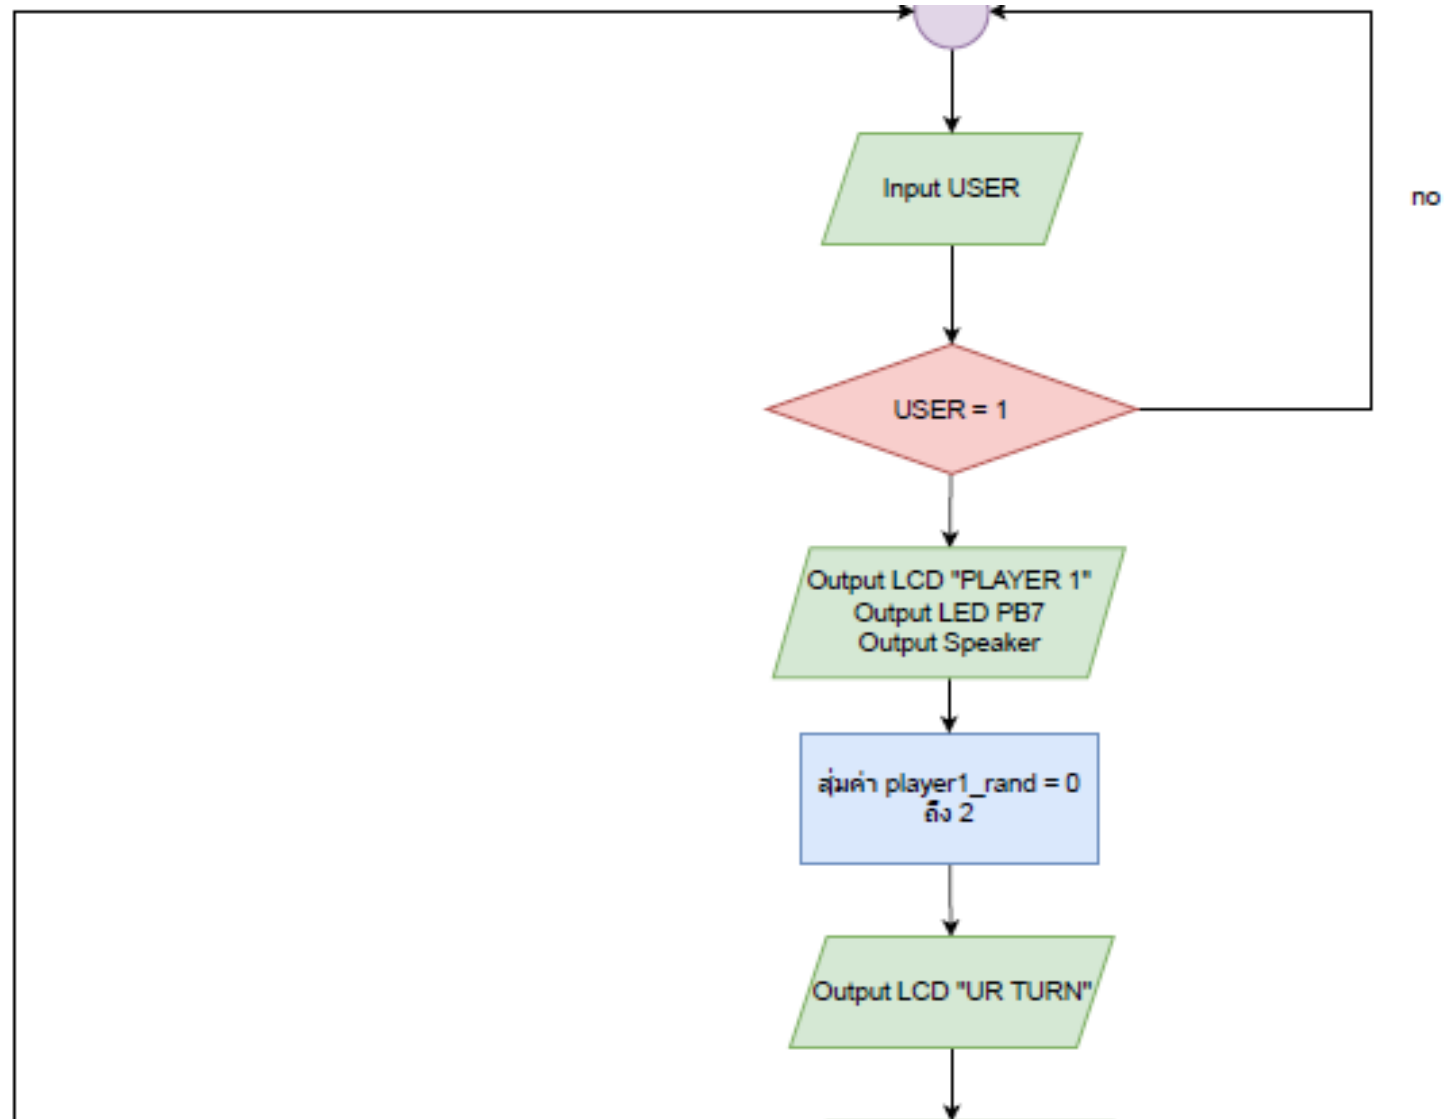 Input USER
no
USER = 1
Output LCD "PLAYER 1"
Output LED PB7
Output Speaker
สุ่มค่า player1_rand = 0
ถึง 2
Output LCD "UR TURN"